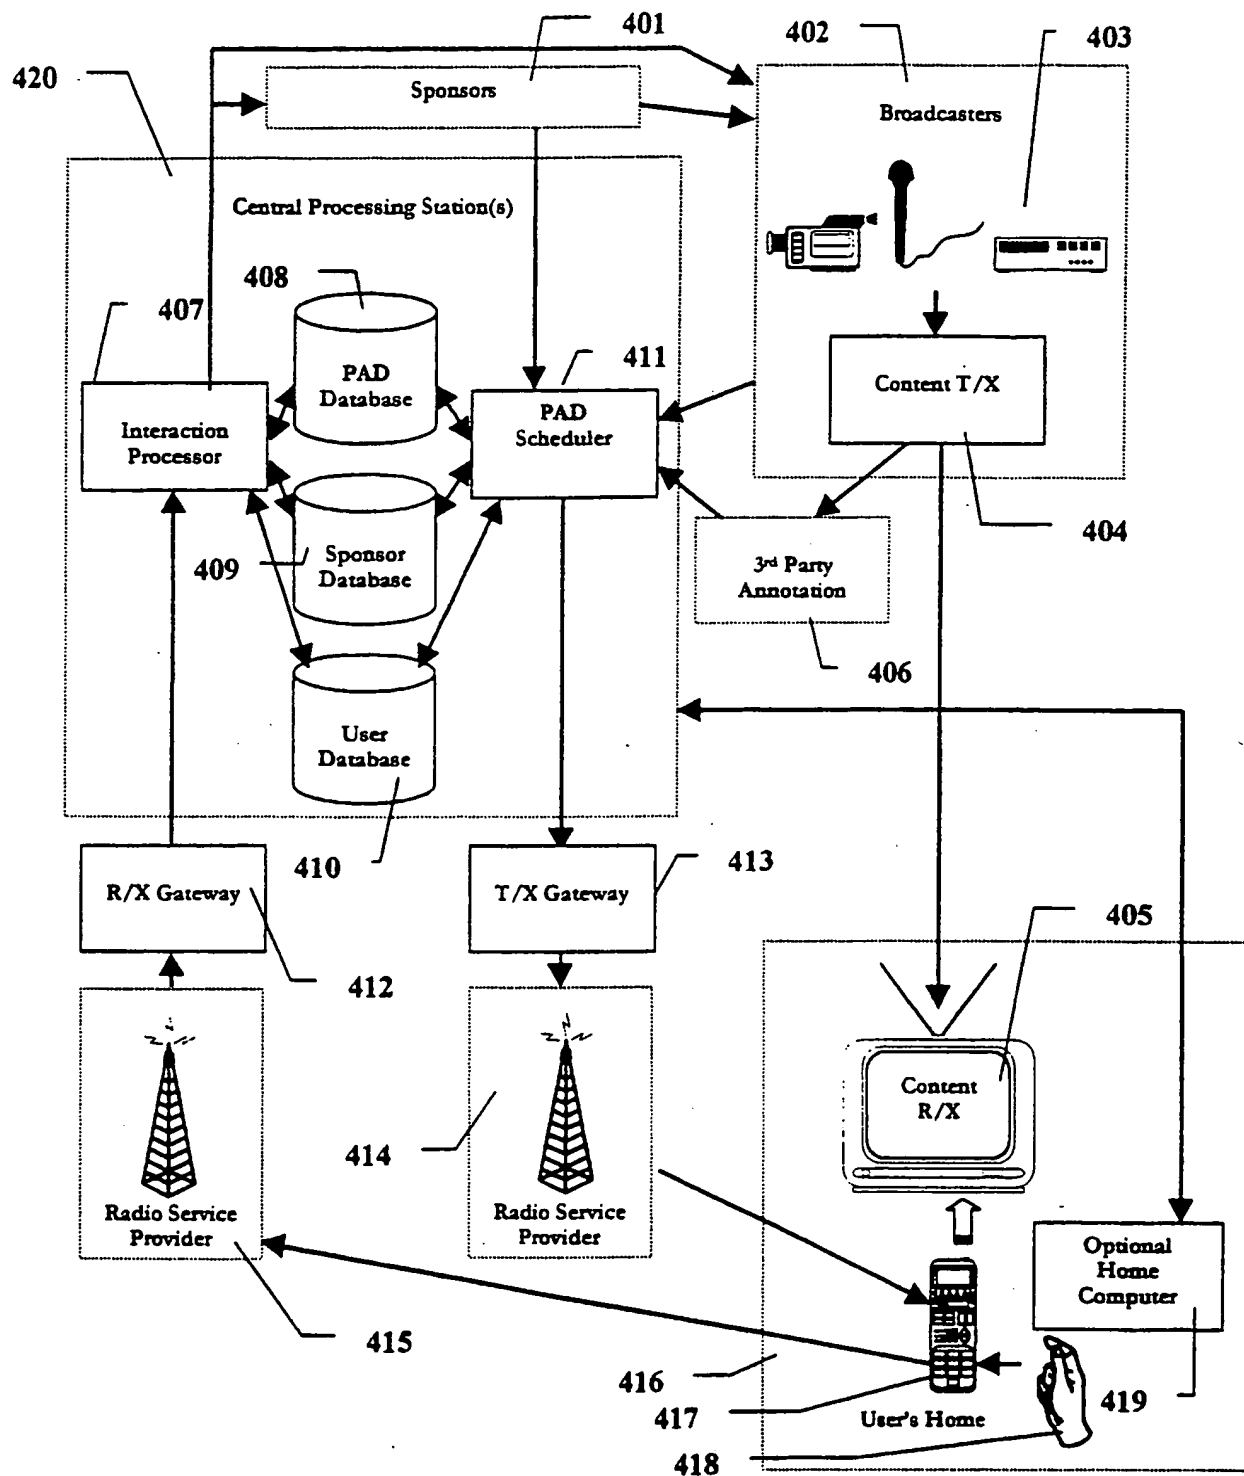 401
402
403
420
Sponsors
Broadcasters
Central Processing Station(s)
408
407
411
PAD
Database
PAD
Scheduler
Content T/X
Interaction
Processor
404
409
Sponsor
Database
3rd Party
Annotation
406
User
Database
410
413
R/X Gateway
T/X Gateway
405
412
Content
R/X
414
Radio Service
Provider
Radio Service
Provider
Optional
Home
Computer
415
416
417
User's Home
419
418